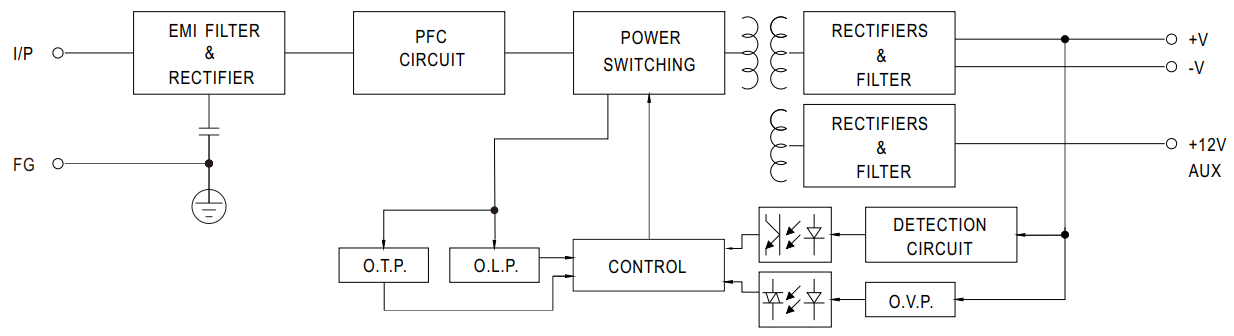 I/P
EMI FILTER
&
RECTIFIER
PFC
CIRCUIT
POWER
SWITCHING
RECTIFIERS
&
FILTER
+V
-V
RECTIFIERS
&
FILTER
+12V
AUX
FG
DETECTION
CIRCUIT
O.T.P.
O.L.P.
CONTROL
O.V.P.